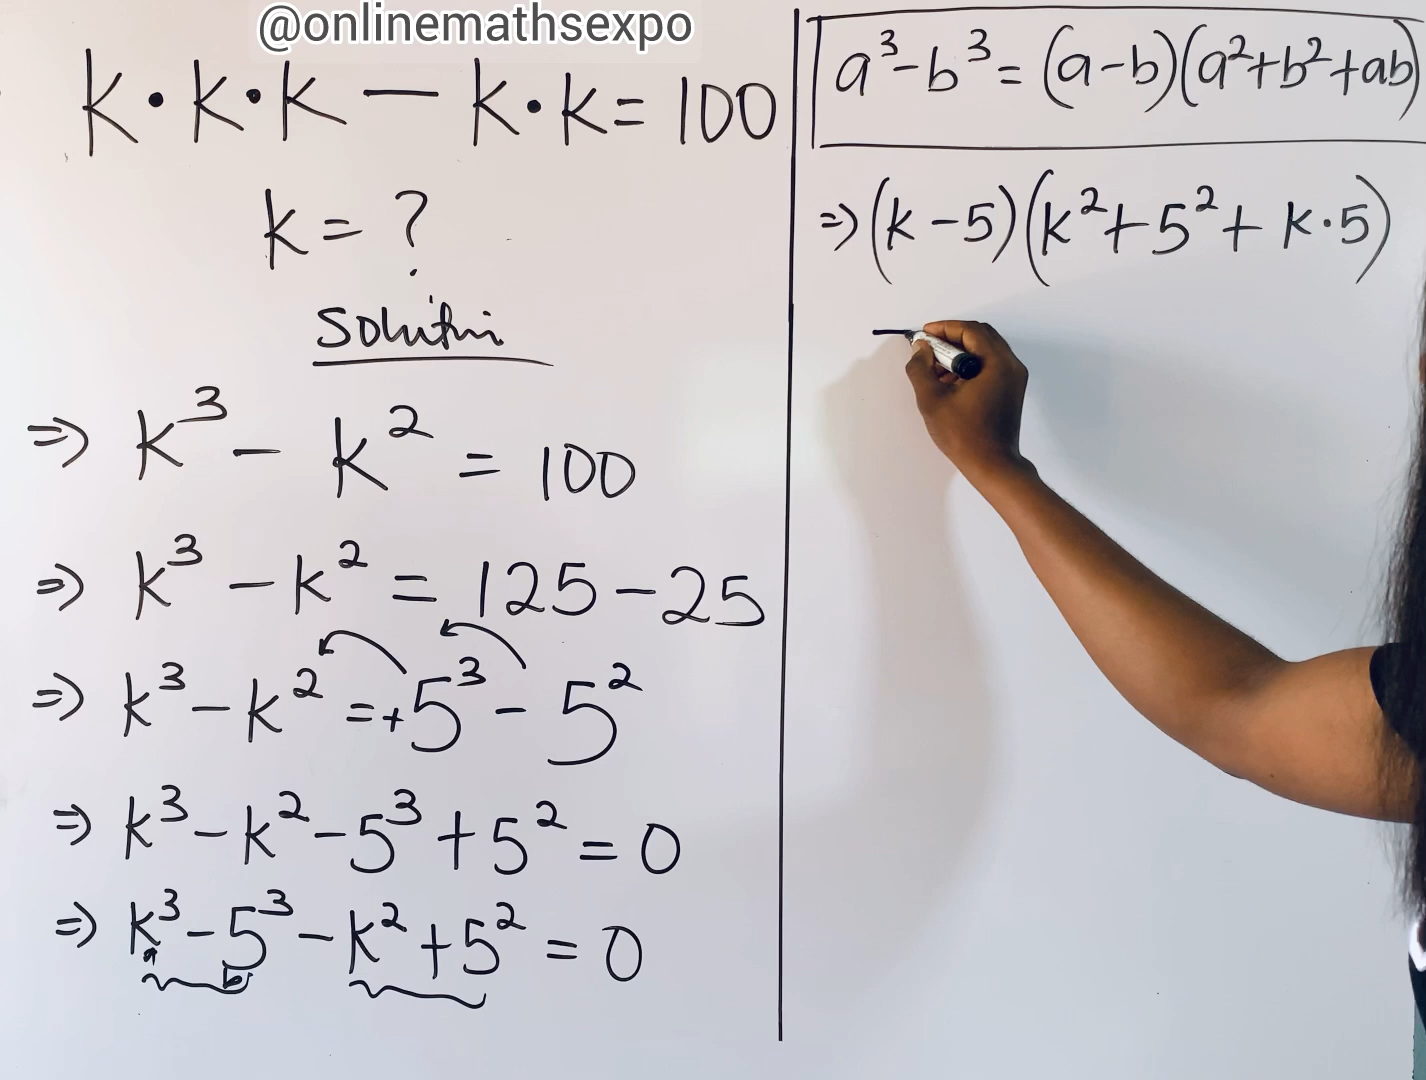 @onlinemathsexpo
k·k·k — k·k = 100
k = ?
Solution
⇒ k³ - k² = 100
⇒ k³ - k² = 125 - 25
⇒ k³ - k² = +5³ - 5²
⇒ k³ - k² - 5³ + 5² = 0
⇒ k³ - 5³ - k² + 5² = 0
a b
a³ - b³ = (a - b)(a² + b² + ab)
⇒ (k - 5)(k² + 5² + k·5)
-